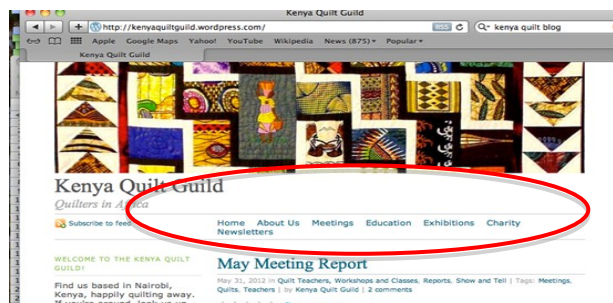 Kenya Quilt Guild
http://kenyaquiltguild.wordpress.com/
RSS
kenya quilt blog
Apple Google Maps Yahoo! YouTube Wikipedia News (875) Popular
Kenya Quilt Guild
Kenya Quilt Guild
Quilters in Africa
Subscribe to feed
Home About Us Meetings Education Exhibitions Charity
Newsletters
WELCOME TO THE KENYA QUILT
GUILD!
Find us based in Nairobi,
Kenya, happily quilting away.
May Meeting Report
May 31, 2012 in Quilt Teachers, Workshops and Classes, Reports, Show and Tell | Tags: Meetings,
Quilts, Teachers | by Kenya Quilt Guild | 2 comments